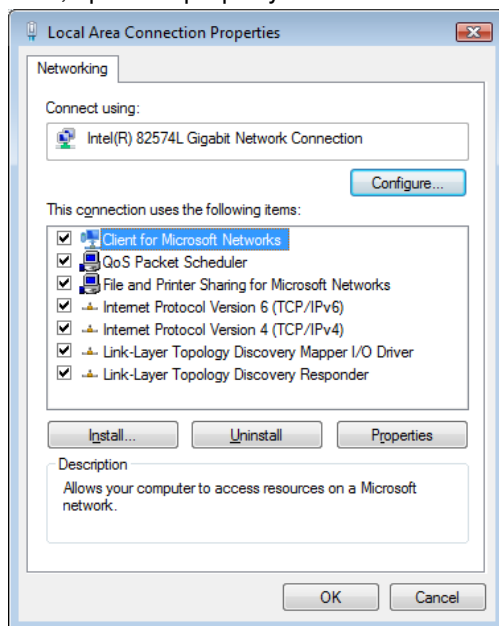 Local Area Connection Properties
Networking
Connect using:
Intel(R) 82574L Gigabit Network Connection
Configure...
This connection uses the following items:
Client for Microsoft Networks
QoS Packet Scheduler
File and Printer Sharing for Microsoft Networks
Internet Protocol Version 6 (TCP/IPv6)
Internet Protocol Version 4 (TCP/IPv4)
Link-Layer Topology Discovery Mapper I/O Driver
Link-Layer Topology Discovery Responder
Install... Uninstall Properties
Description
Allows your computer to access resources on a Microsoft
network.
OK Cancel